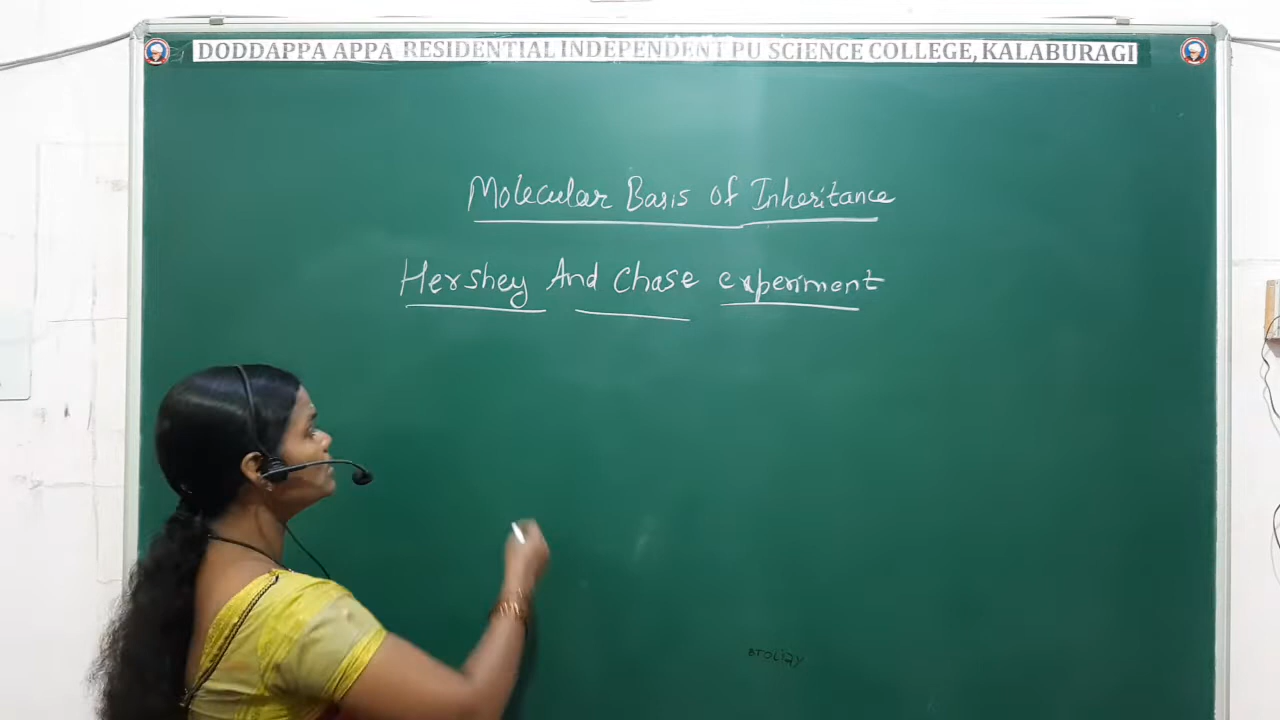 DODDAPPA APPA RESIDENTIAL INDEPENDENT PU SCIENCE COLLEGE, KALABURAGI
Molecular Basis of Inheritance
Hershey And Chase experiment